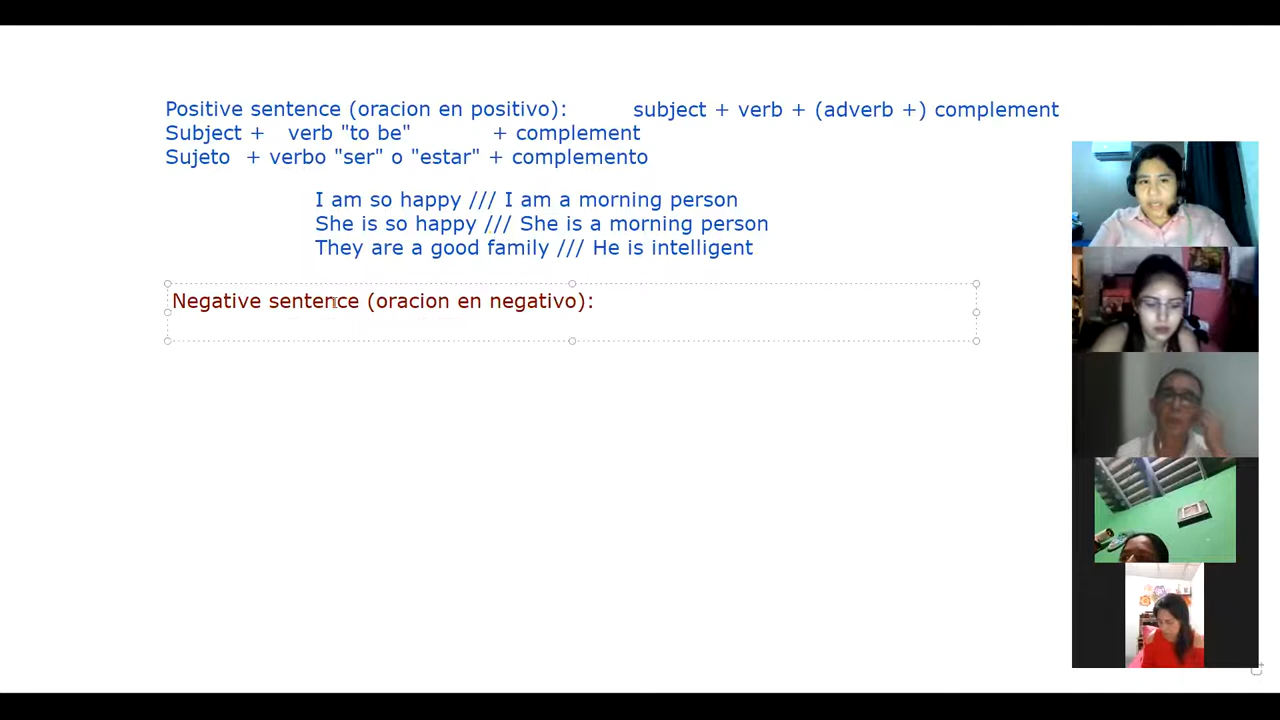 Positive sentence (oracion en positivo): subject + verb + (adverb +) complement
Subject + verb "to be" + complement
Sujeto + verbo "ser" o "estar" + complemento
I am so happy /// I am a morning person
She is so happy /// She is a morning person
They are a good family /// He is intelligent
Negative sentence (oracion en negativo):